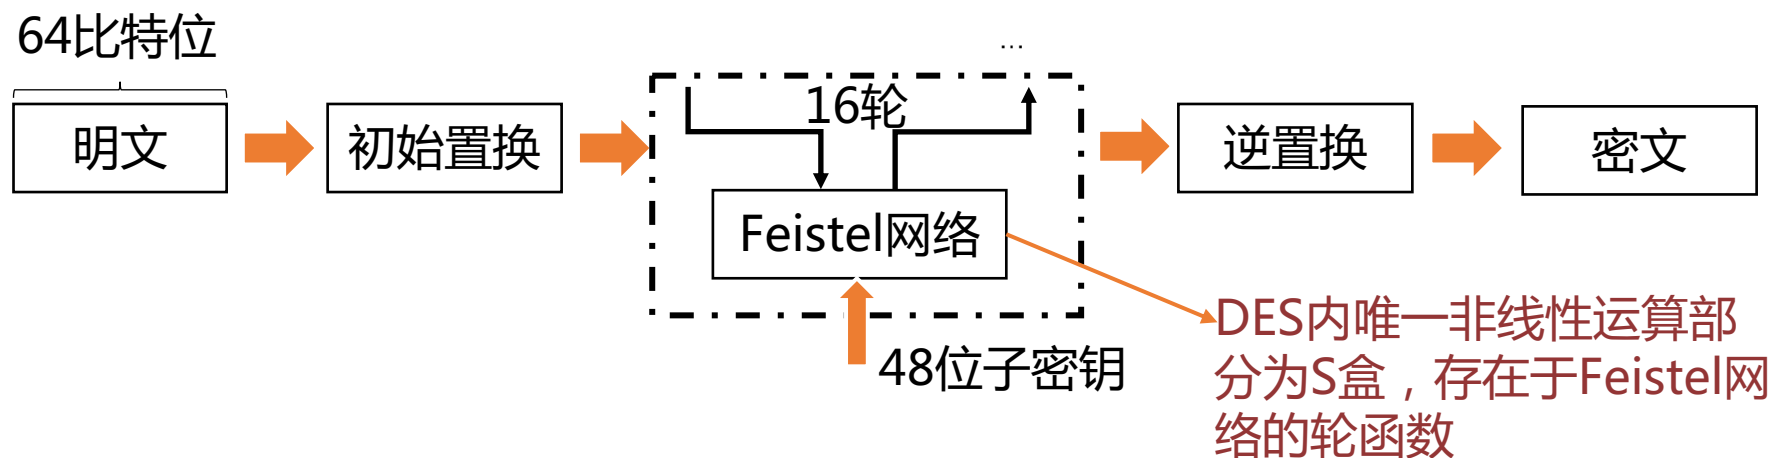 64比特位
...
16轮
明文
初始置换
逆置换
密文
Feistel网络
48位子密钥
DES内唯一非线性运算部
分为S盒，存在于Feistel网
络的轮函数